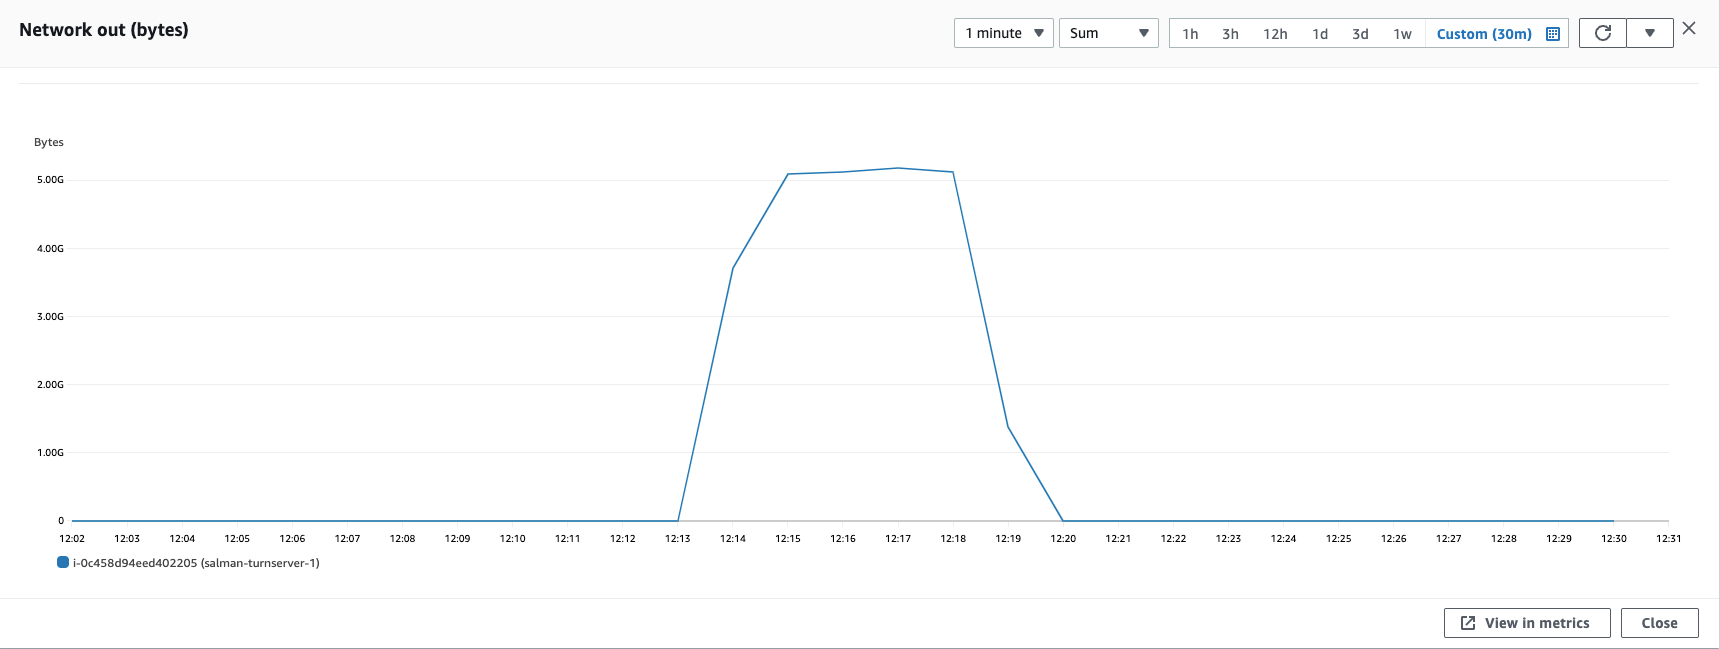 Network out (bytes)
1 minute
Sum
1h 3h 12h 1d 3d 1w Custom (30m)
Bytes
5.00G
4.00G
3.00G
2.00G
1.00G
0
12:02 12:03 12:04 12:05 12:06 12:07 12:08 12:09 12:10 12:11 12:12 12:13 12:14 12:15 12:16 12:17 12:18 12:19 12:20 12:21 12:22 12:23 12:24 12:25 12:26 12:27 12:28 12:29 12:30 12:31
i-0c458d94eed402205 (salman-turnserver-1)
View in metrics
Close